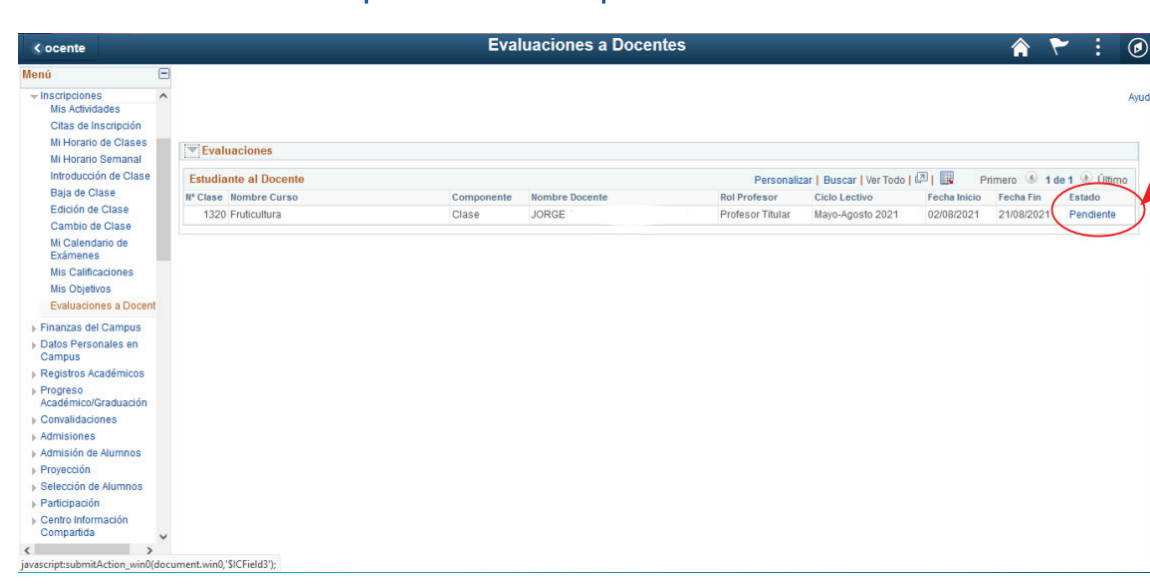 ocente
Evaluaciones a Docentes
Menú
Ayud
Inscripciones
Mis Actividades
Citas de Inscripción
Mi Horario de Clases
Mi Horario Semanal
Introducción de Clase
Baja de Clase
Edición de Clase
Cambio de Clase
Mi Calendario de
Exámenes
Mis Calificaciones
Mis Objetivos
Evaluaciones a Docent
Finanzas del Campus
Datos Personales en
Campus
Registros Académicos
Progreso
Académico/Graduación
Convalidaciones
Admisiones
Admisión de Alumnos
Proyección
Selección de Alumnos
Participación
Centro Información
Compartida
Evaluaciones
Estudiante al Docente Personalizar | Buscar | Ver Todo | | Primero 1 de 1 Último
Nº Clase Nombre Curso Componente Nombre Docente Rol Profesor Ciclo Lectivo Fecha Inicio Fecha Fin Estado
1320 Fruticultura Clase JORGE Profesor Titular Mayo-Agosto 2021 02/08/2021 21/08/2021 Pendiente
javascript:submitAction_win0(document.win0,'$ICField3');